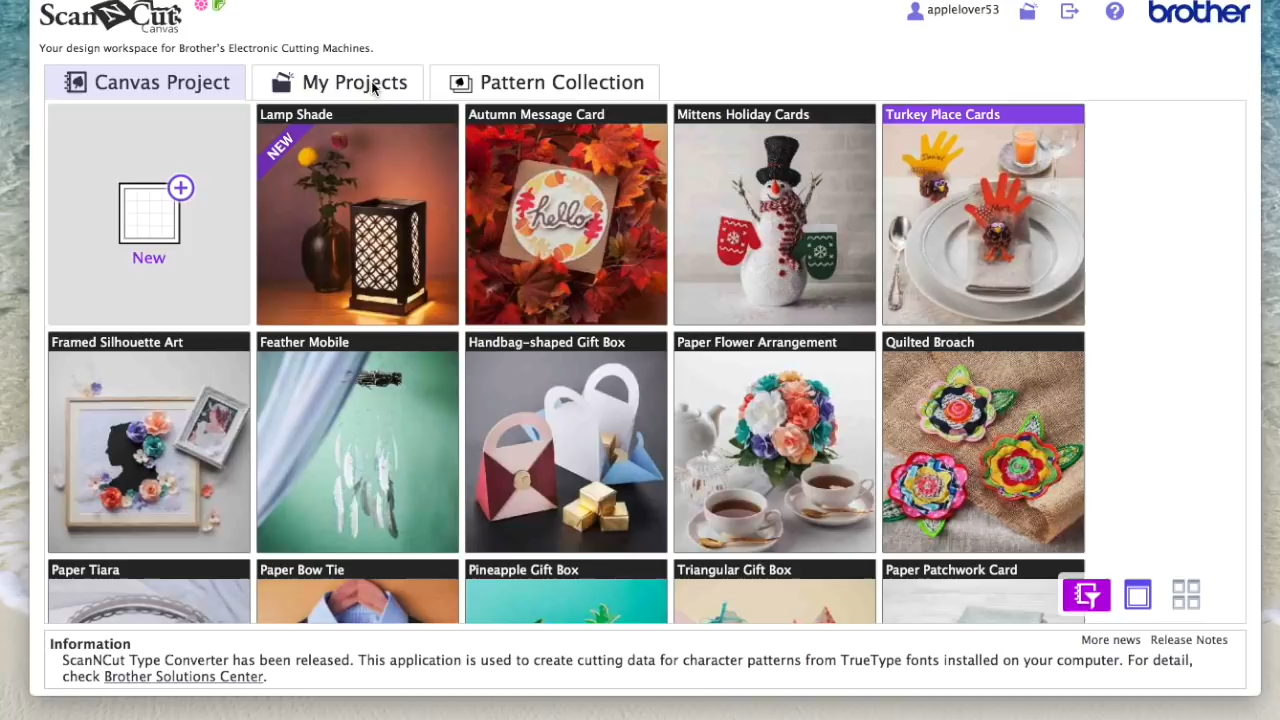 ScanNCut
Canvas
applelover53
brother
Your design workspace for Brother's Electronic Cutting Machines.
Canvas Project
My Projects
Pattern Collection
New
Lamp Shade
NEW
Autumn Message Card
hello
Mittens Holiday Cards
Turkey Place Cards
Framed Silhouette Art
Feather Mobile
Handbag-shaped Gift Box
Paper Flower Arrangement
Quilted Broach
Paper Tiara
Paper Bow Tie
Pineapple Gift Box
Triangular Gift Box
Paper Patchwork Card
Information
More news
Release Notes
ScanNCut Type Converter has been released. This application is used to create cutting data for character patterns from TrueType fonts installed on your computer. For detail,
check Brother Solutions Center.